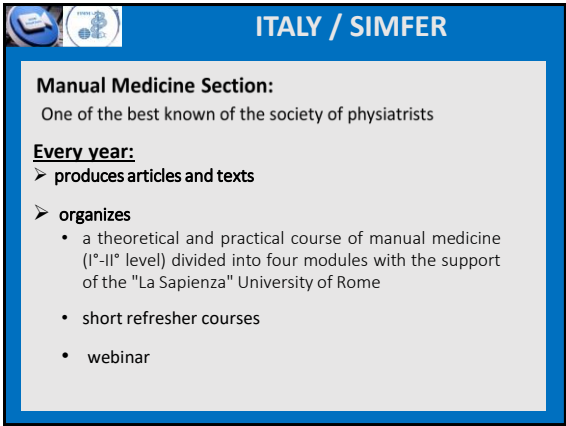 ITALY / SIMFER
Manual Medicine Section:
One of the best known of the society of physiatrists
Every year:
➢ produces articles and texts
➢ organizes
• a theoretical and practical course of manual medicine
(I°-II° level) divided into four modules with the support
of the "La Sapienza" University of Rome
• short refresher courses
• webinar